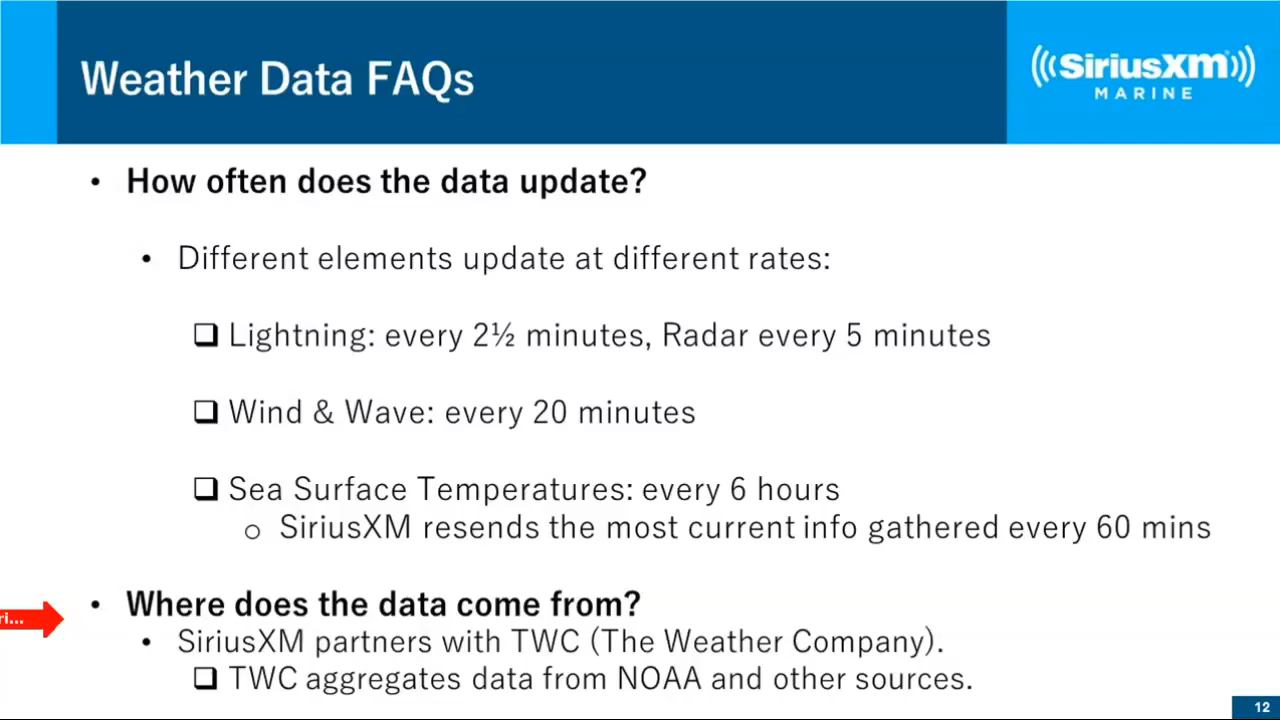 Weather Data FAQs
((SiriusXM))
MARINE
• How often does the data update?
• Different elements update at different rates:
❑ Lightning: every 2½ minutes, Radar every 5 minutes
❑ Wind & Wave: every 20 minutes
❑ Sea Surface Temperatures: every 6 hours
o SiriusXM resends the most current info gathered every 60 mins
ri...
• Where does the data come from?
• SiriusXM partners with TWC (The Weather Company).
❑ TWC aggregates data from NOAA and other sources.
12